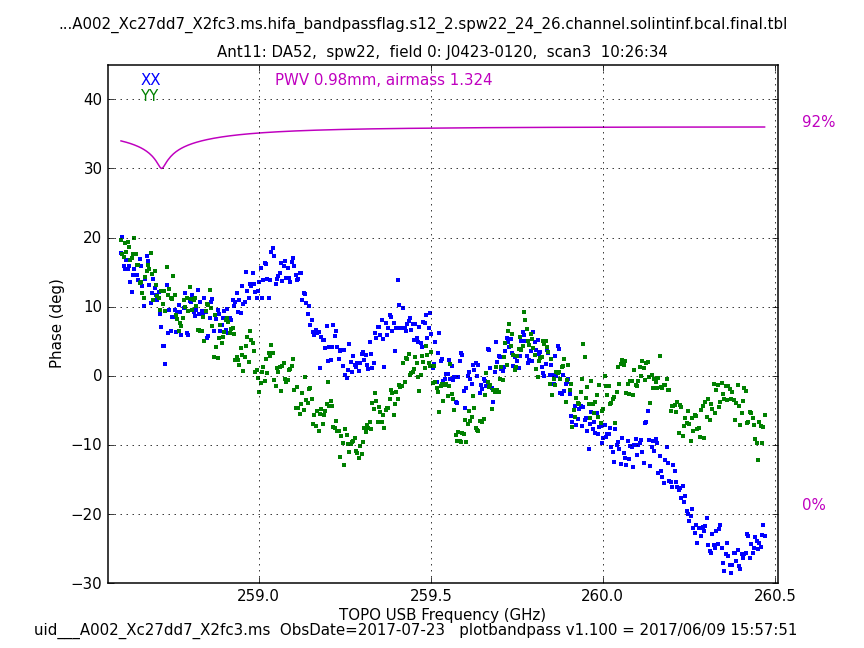 ...A002_Xc27dd7_X2fc3.ms.hifa_bandpassflag.s12_2.spw22_24_26.channel.solintinf.bcal.final.tbl
Ant11: DA52, spw22, field 0: J0423-0120, scan3 10:26:34
XX
YY
PWV 0.98mm, airmass 1.324
92%
0%
40
30
20
10
0
−10
−20
−30
Phase (deg)
259.0
259.5
260.0
260.5
TOPO USB Frequency (GHz)
uid___A002_Xc27dd7_X2fc3.ms ObsDate=2017-07-23 plotbandpass v1.100 = 2017/06/09 15:57:51